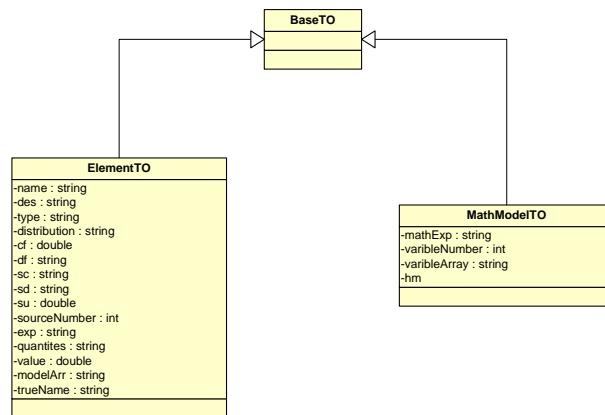 BaseTO
ElementTO
-name : string
-des : string
-type : string
-distribution : string
-cf : double
-df : string
-sc : string
-sd : string
-su : double
-sourceNumber : int
-exp : string
-quantites : string
-value : double
-modelArr : string
-trueName : string
MathModelTO
-mathExp : string
-varibleNumber : int
-varibleArray : string
-hm